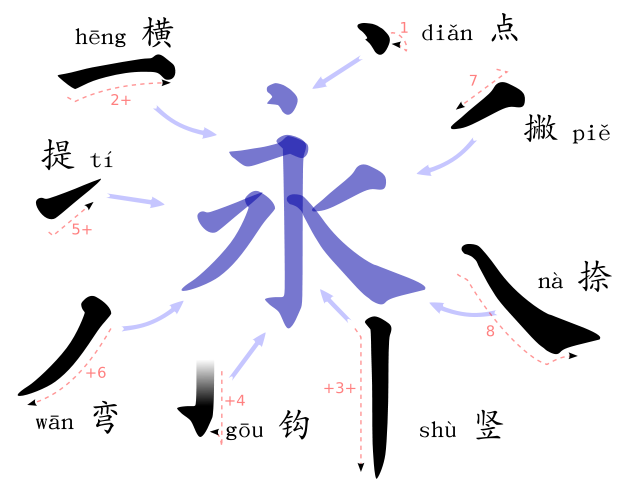 diǎn 点
1
hēng 横
2+
7
撇 piě
提 tí
5+
永
nà 捺
8
+6
wān 弯
+4
gōu 钩
+3+
shù 竖